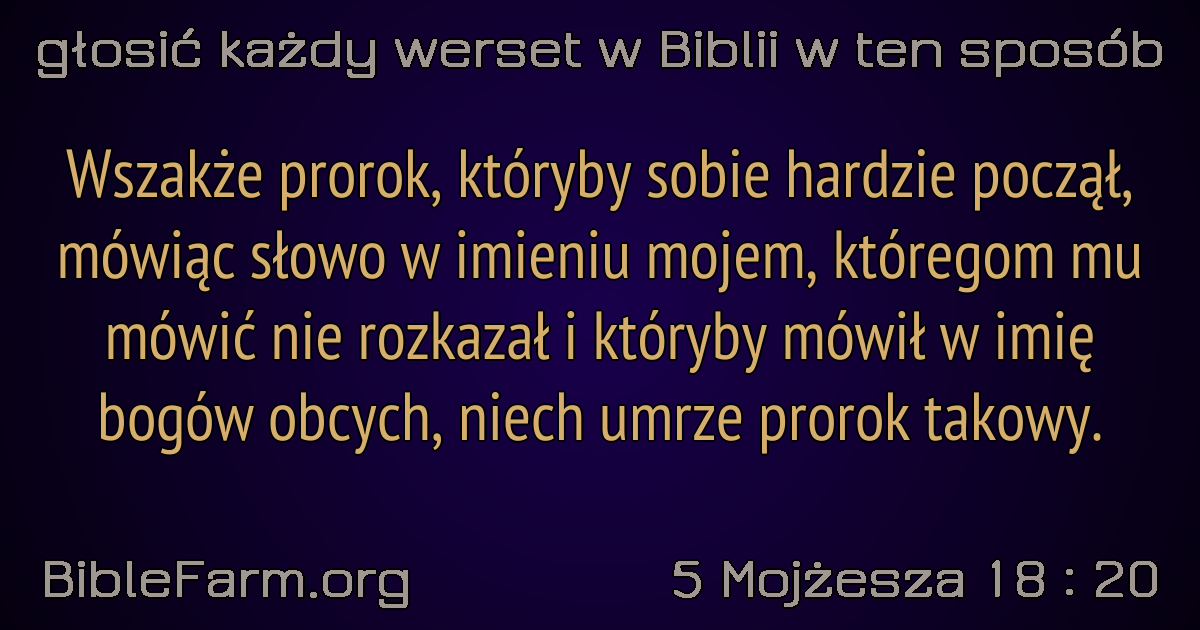 głosić każdy werset w Biblii w ten sposób
Wszakże prorok, któryby sobie hardzie począł,
mówiąc słowo w imieniu mojem, któregom mu
mówić nie rozkazał i któryby mówił w imię
bogów obcych, niech umrze prorok takowy.
BibleFarm.org
5 Mojżesza 18 : 20